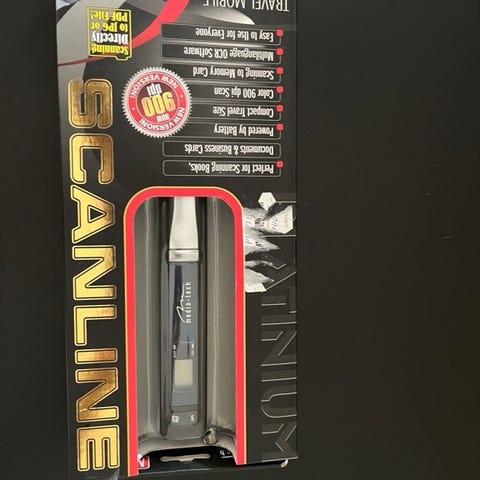 TRAVEL MOBILE
SCANLINE
PLATINIUM
Scanning
Directly
to JPG or
PDF File!
NEW VERSION!
NOW
900
dpi
NEW VERSION!
Easy to Use for Everyone
Multilanguage OCR Software
Scanning to Memory Card
Color 900 dpi Scan
Compact Travel Size
Powered by Battery
Documents & Business Cards
Perfect for Scanning Books,
media-tech